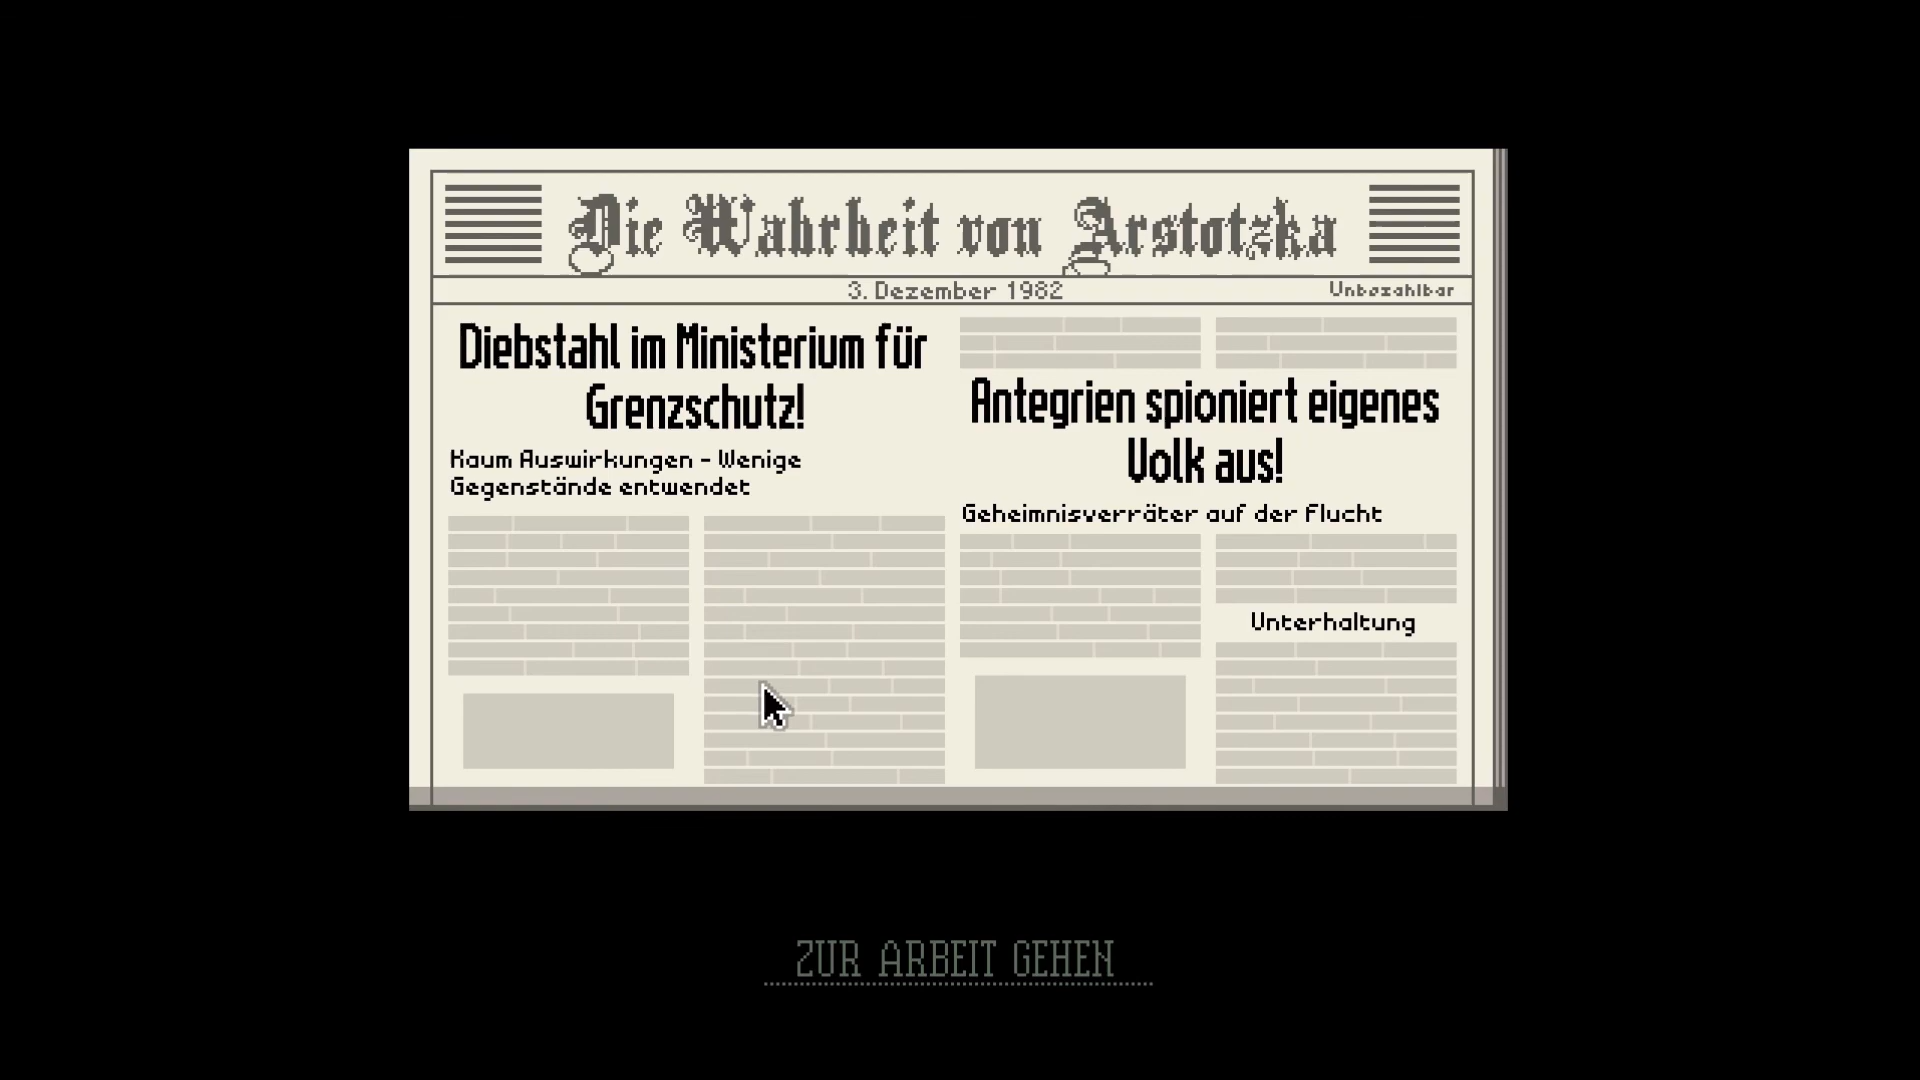 Die Wahrheit von Arstotzka
3. Dezember 1982
Unbezahlbar
Diebstahl im Ministerium für
Grenzschutz!
Kaum Auswirkungen - Wenige
Gegenstände entwendet
Antegrien spioniert eigenes
Volk aus!
Geheimnisverräter auf der Flucht
Unterhaltung
ZUR ARBEIT GEHEN